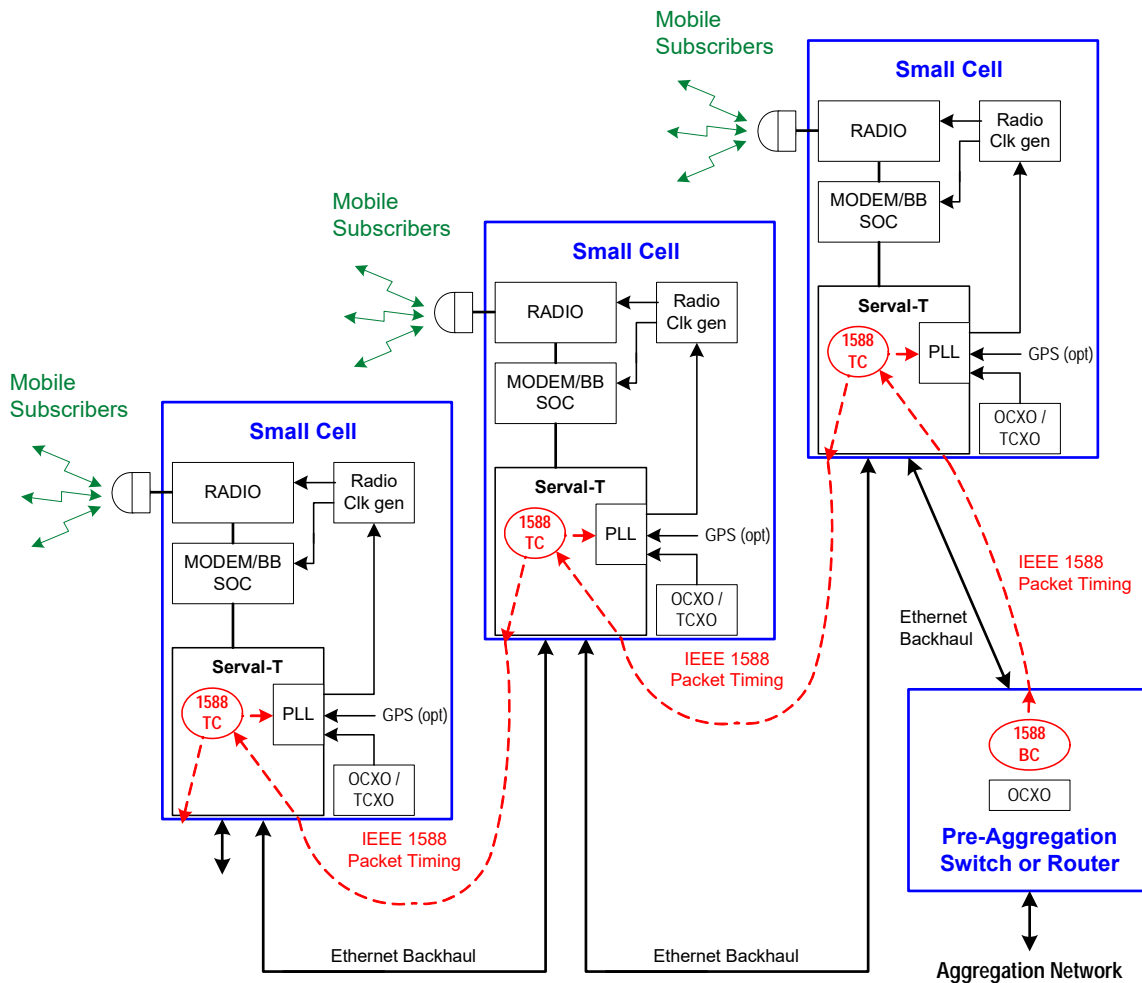 Mobile
Subscribers
Small Cell
RADIO
Radio
Clk gen
MODEM/BB
SOC
Serval-T
1588
TC
PLL
GPS (opt)
OCXO /
TCXO
Mobile
Subscribers
Small Cell
RADIO
Radio
Clk gen
MODEM/BB
SOC
Serval-T
1588
TC
PLL
GPS (opt)
OCXO /
TCXO
Mobile
Subscribers
Small Cell
RADIO
Radio
Clk gen
MODEM/BB
SOC
Serval-T
1588
TC
PLL
GPS (opt)
OCXO /
TCXO
IEEE 1588
Packet Timing
IEEE 1588
Packet Timing
IEEE 1588
Packet Timing
Ethernet
Backhaul
1588
BC
OCXO
Pre-Aggregation
Switch or Router
Ethernet Backhaul
Ethernet Backhaul
Aggregation Network